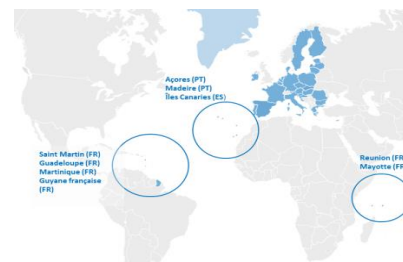 Açores (PT)
Madeire (PT)
Îles Canaries (ES)
Saint Martin (FR)
Guadeloupe (FR)
Martinique (FR)
Guyane française
(FR)
Reunion (FR
Mayotte (FR